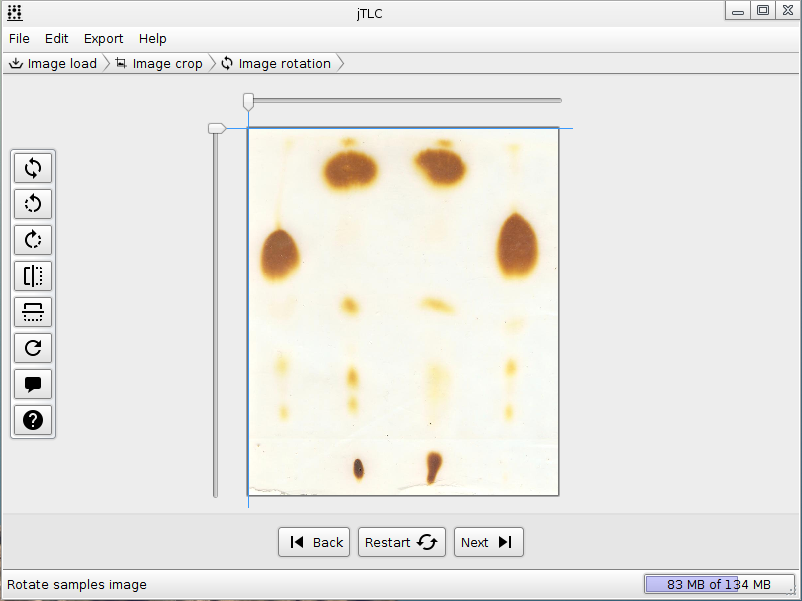 jTLC
File Edit Export Help
Image load Image crop Image rotation
Back Restart Next
Rotate samples image 83 MB of 134 MB